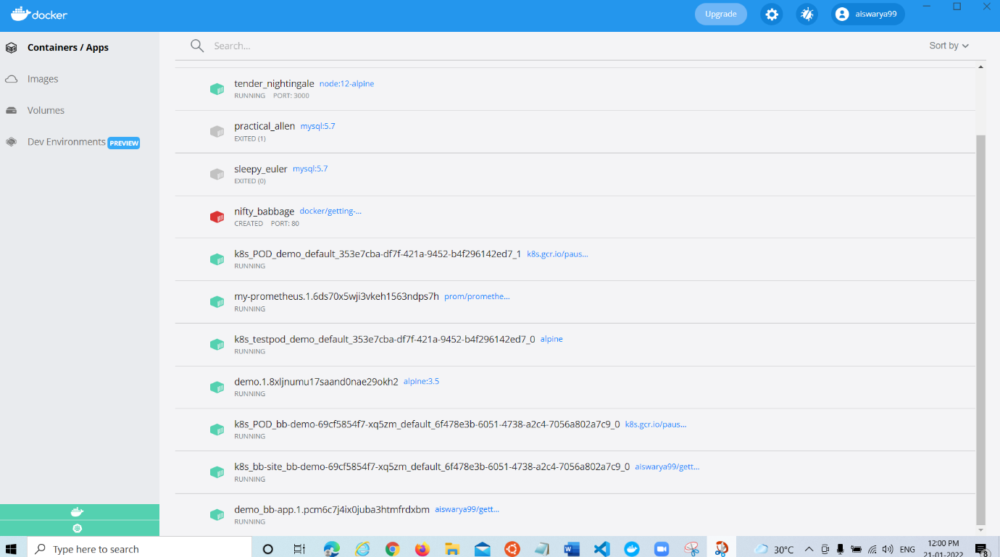 docker
Upgrade
aiswarya99
Containers / Apps
Images
Volumes
Dev Environments PREVIEW
Search...
Sort by
tender_nightingale node:12-alpine
RUNNING PORT: 3000
practical_allen mysql:5.7
EXITED (1)
sleepy_euler mysql:5.7
EXITED (0)
nifty_babbage docker/getting-...
CREATED PORT: 80
k8s_POD_demo_default_353e7cba-df7f-421a-9452-b4f296142ed7_1 k8s.gcr.io/paus...
RUNNING
my-prometheus.1.6ds70x5wji3vkeh1563ndps7h prom/promethe...
RUNNING
k8s_testpod_demo_default_353e7cba-df7f-421a-9452-b4f296142ed7_0 alpine
RUNNING
demo.1.8xljnumu17saand0nae29okh2 alpine:3.5
RUNNING
k8s_POD_bb-demo-69cf5854f7-xq5zm_default_6f478e3b-6051-4738-a2c4-7056a802a7c9_0 k8s.gcr.io/paus...
RUNNING
k8s_bb-site_bb-demo-69cf5854f7-xq5zm_default_6f478e3b-6051-4738-a2c4-7056a802a7c9_0 aiswarya99/gett...
RUNNING
demo_bb-app.1.pcm6c7j4ix0juba3htmfrdxbm aiswarya99/gett...
RUNNING
Type here to search
30°C
ENG
12:00 PM
21-01-2022
8